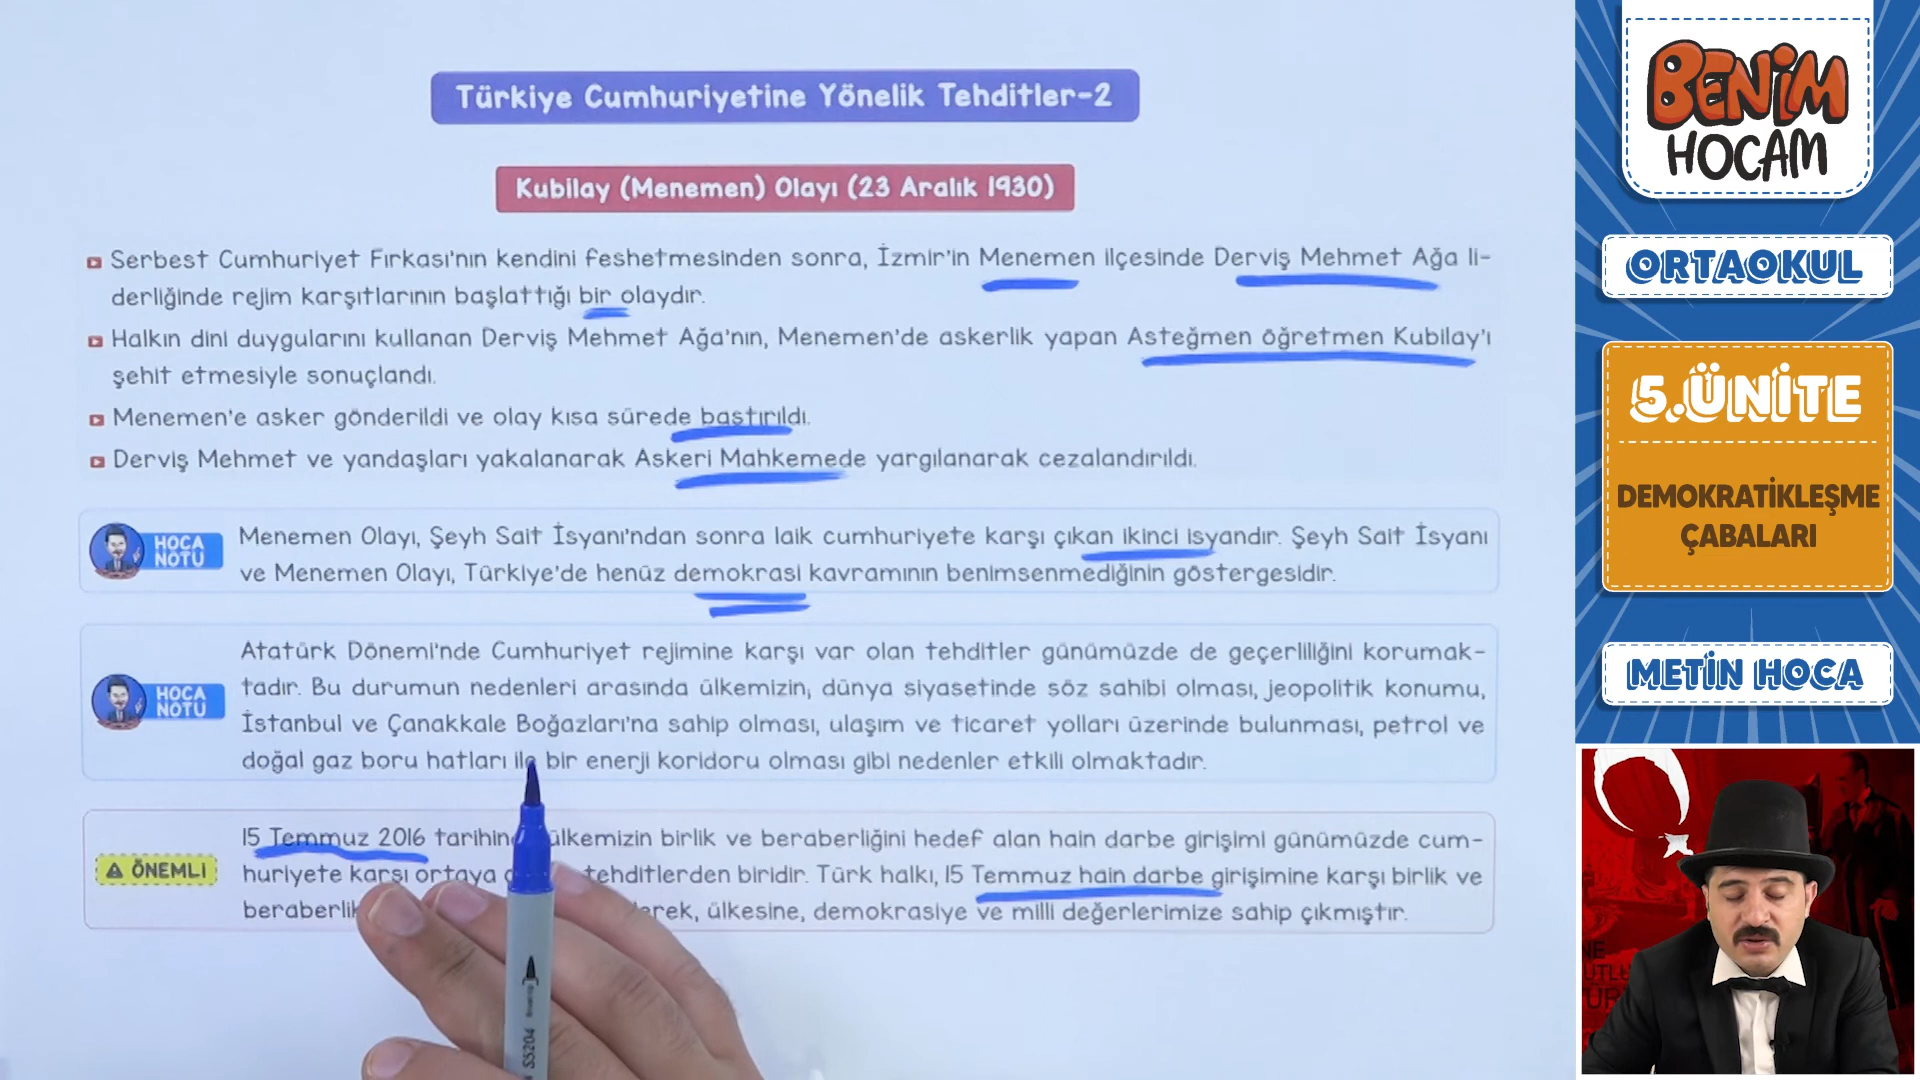 Türkiye Cumhuriyetine Yönelik Tehditler-2
Kubilay (Menemen) Olayı (23 Aralık 1930)
Serbest Cumhuriyet Fırkası'nın kendini feshetmesinden sonra, İzmir'in Menemen ilçesinde Derviş Mehmet Ağa li-
derliğinde rejim karşıtlarının başlattığı bir olaydır.
Halkın dini duygularını kullanan Derviş Mehmet Ağa'nın, Menemen'de askerlik yapan Asteğmen öğretmen Kubilay'ı
şehit etmesiyle sonuçlandı.
Menemen'e asker gönderildi ve olay kısa sürede bastırıldı.
Derviş Mehmet ve yandaşları yakalanarak Askeri Mahkemede yargılanarak cezalandırıldı.
HOCA NOTU
Menemen Olayı, Şeyh Sait İsyanı'ndan sonra laik cumhuriyete karşı çıkan ikinci isyandır. Şeyh Sait İsyanı
ve Menemen Olayı, Türkiye'de henüz demokrasi kavramının benimsenmediğinin göstergesidir.
HOCA NOTU
Atatürk Dönemi'nde Cumhuriyet rejimine karşı var olan tehditler günümüzde de geçerliliğini korumak-
tadır. Bu durumun nedenleri arasında ülkemizin, dünya siyasetinde söz sahibi olması, jeopolitik konumu,
İstanbul ve Çanakkale Boğazları'na sahip olması, ulaşım ve ticaret yolları üzerinde bulunması, petrol ve
doğal gaz boru hatları ile bir enerji koridoru olması gibi nedenler etkili olmaktadır.
ÖNEMLİ
15 Temmuz 2016 ülkemizin birlik ve beraberliğini hedef alan hain darbe girişimi günümüzde cum-
huriyete karşı ortaya tehditlerden biridir. Türk halkı, 15 Temmuz hain darbe girişimine karşı birlik ve
ülkesine, demokrasiye ve milli değerlerimize sahip çıkmıştır.
SS204
BENİM
HOCAM
ORTAOKUL
5.ÜNİTE
DEMOKRATİKLEŞME
ÇABALARI
METİN HOCA